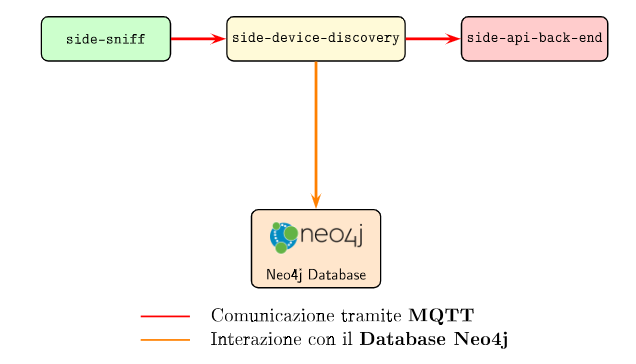 side-sniff
side-device-discovery
side-api-back-end
neo4j
Neo4j Database
Comunicazione tramite MQTT
Interazione con il Database Neo4j